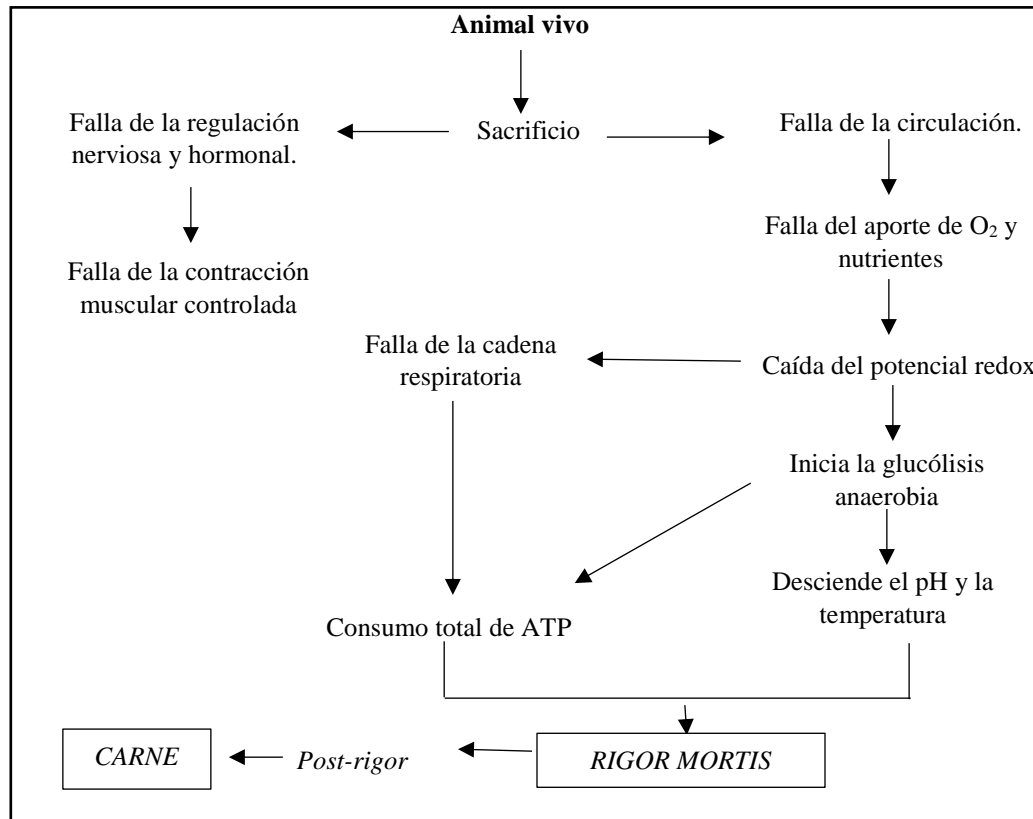 Animal vivo
Falla de la regulación
nerviosa y hormonal.
Sacrificio
Falla de la circulación.
Falla del aporte de O₂ y
nutrientes
Falla de la contracción
muscular controlada
Falla de la cadena
respiratoria
Caída del potencial redox
Inicia la glucólisis
anaerobia
Desciende el pH y la
temperatura
Consumo total de ATP
CARNE
Post-rigor
RIGOR MORTIS